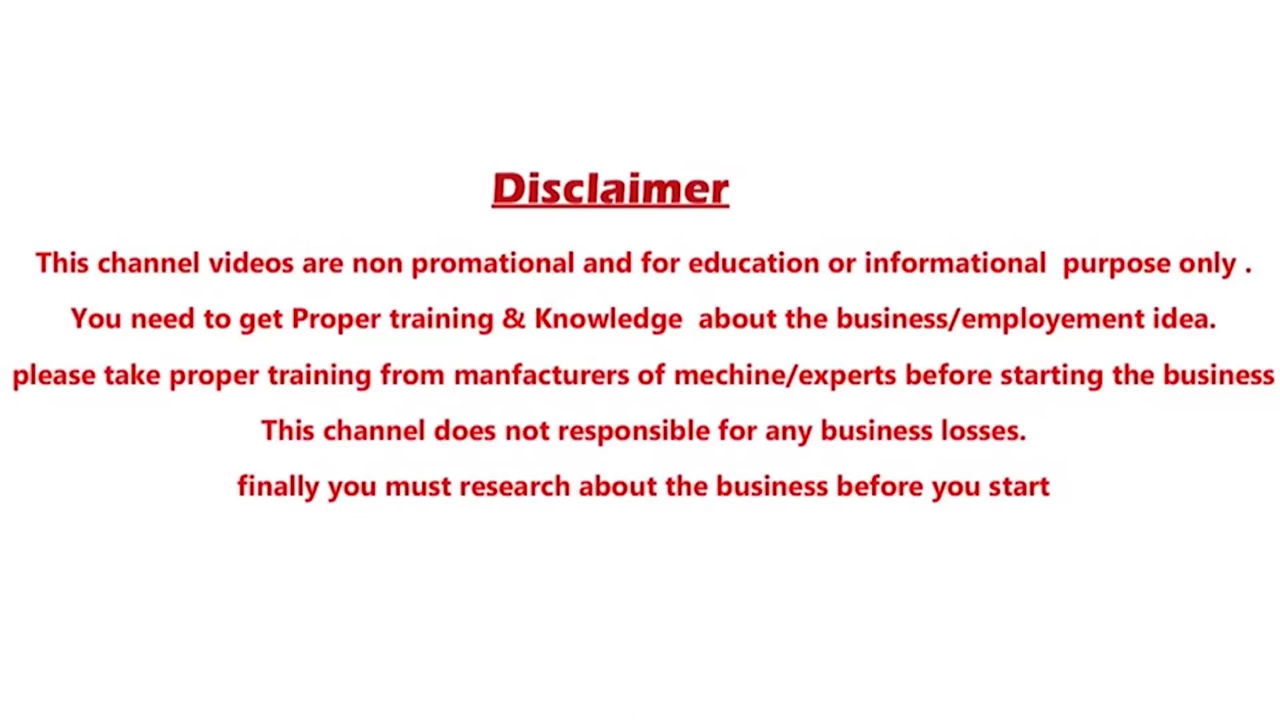 Disclaimer
This channel videos are non promational and for education or informational purpose only .
You need to get Proper training & Knowledge about the business/employement idea.
please take proper training from manfacturers of mechine/experts before starting the business
This channel does not responsible for any business losses.
finally you must research about the business before you start